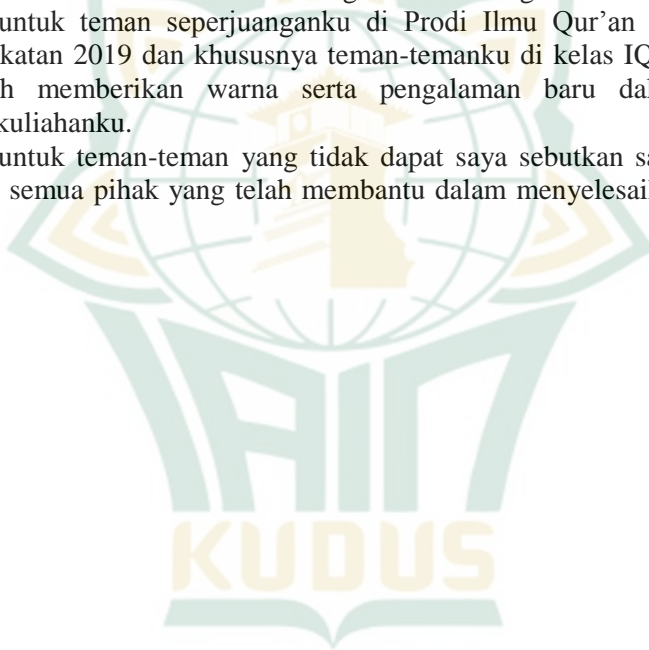 untuk teman seperjuanganku di Prodi Ilmu Qur’an
katan 2019 dan khususnya teman-temanku di kelas IQ
h memberikan warna serta pengalaman baru dal
kuliahanku.
untuk teman-teman yang tidak dapat saya sebutkan sa
semua pihak yang telah membantu dalam menyelesaik
IAIN
KUDUS